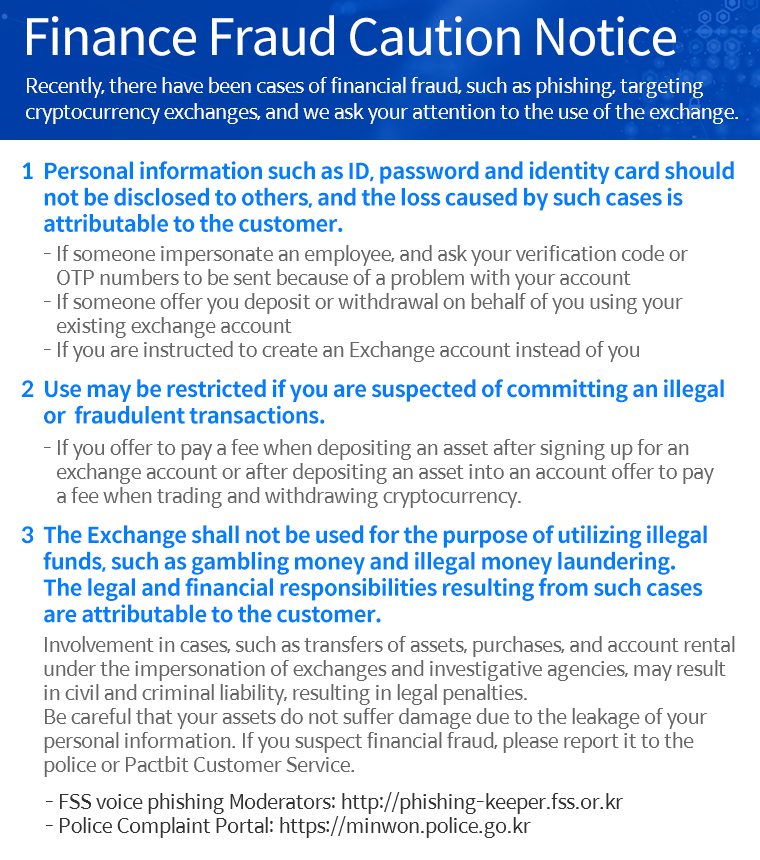 Finance Fraud Caution Notice
Recently, there have been cases of financial fraud, such as phishing, targeting
cryptocurrency exchanges, and we ask your attention to the use of the exchange.
1 Personal information such as ID, password and identity card should
not be disclosed to others, and the loss caused by such cases is
attributable to the customer.
- If someone impersonate an employee, and ask your verification code or
OTP numbers to be sent because of a problem with your account
- If someone offer you deposit or withdrawal on behalf of you using your
existing exchange account
- If you are instructed to create an Exchange account instead of you
2 Use may be restricted if you are suspected of committing an illegal
or fraudulent transactions.
- If you offer to pay a fee when depositing an asset after signing up for an
exchange account or after depositing an asset into an account offer to pay
a fee when trading and withdrawing cryptocurrency.
3 The Exchange shall not be used for the purpose of utilizing illegal
funds, such as gambling money and illegal money laundering.
The legal and financial responsibilities resulting from such cases
are attributable to the customer.
Involvement in cases, such as transfers of assets, purchases, and account rental
under the impersonation of exchanges and investigative agencies, may result
in civil and criminal liability, resulting in legal penalties.
Be careful that your assets do not suffer damage due to the leakage of your
personal information. If you suspect financial fraud, please report it to the
police or Pactbit Customer Service.
- FSS voice phishing Moderators: http://phishing-keeper.fss.or.kr
- Police Complaint Portal: https://minwon.police.go.kr